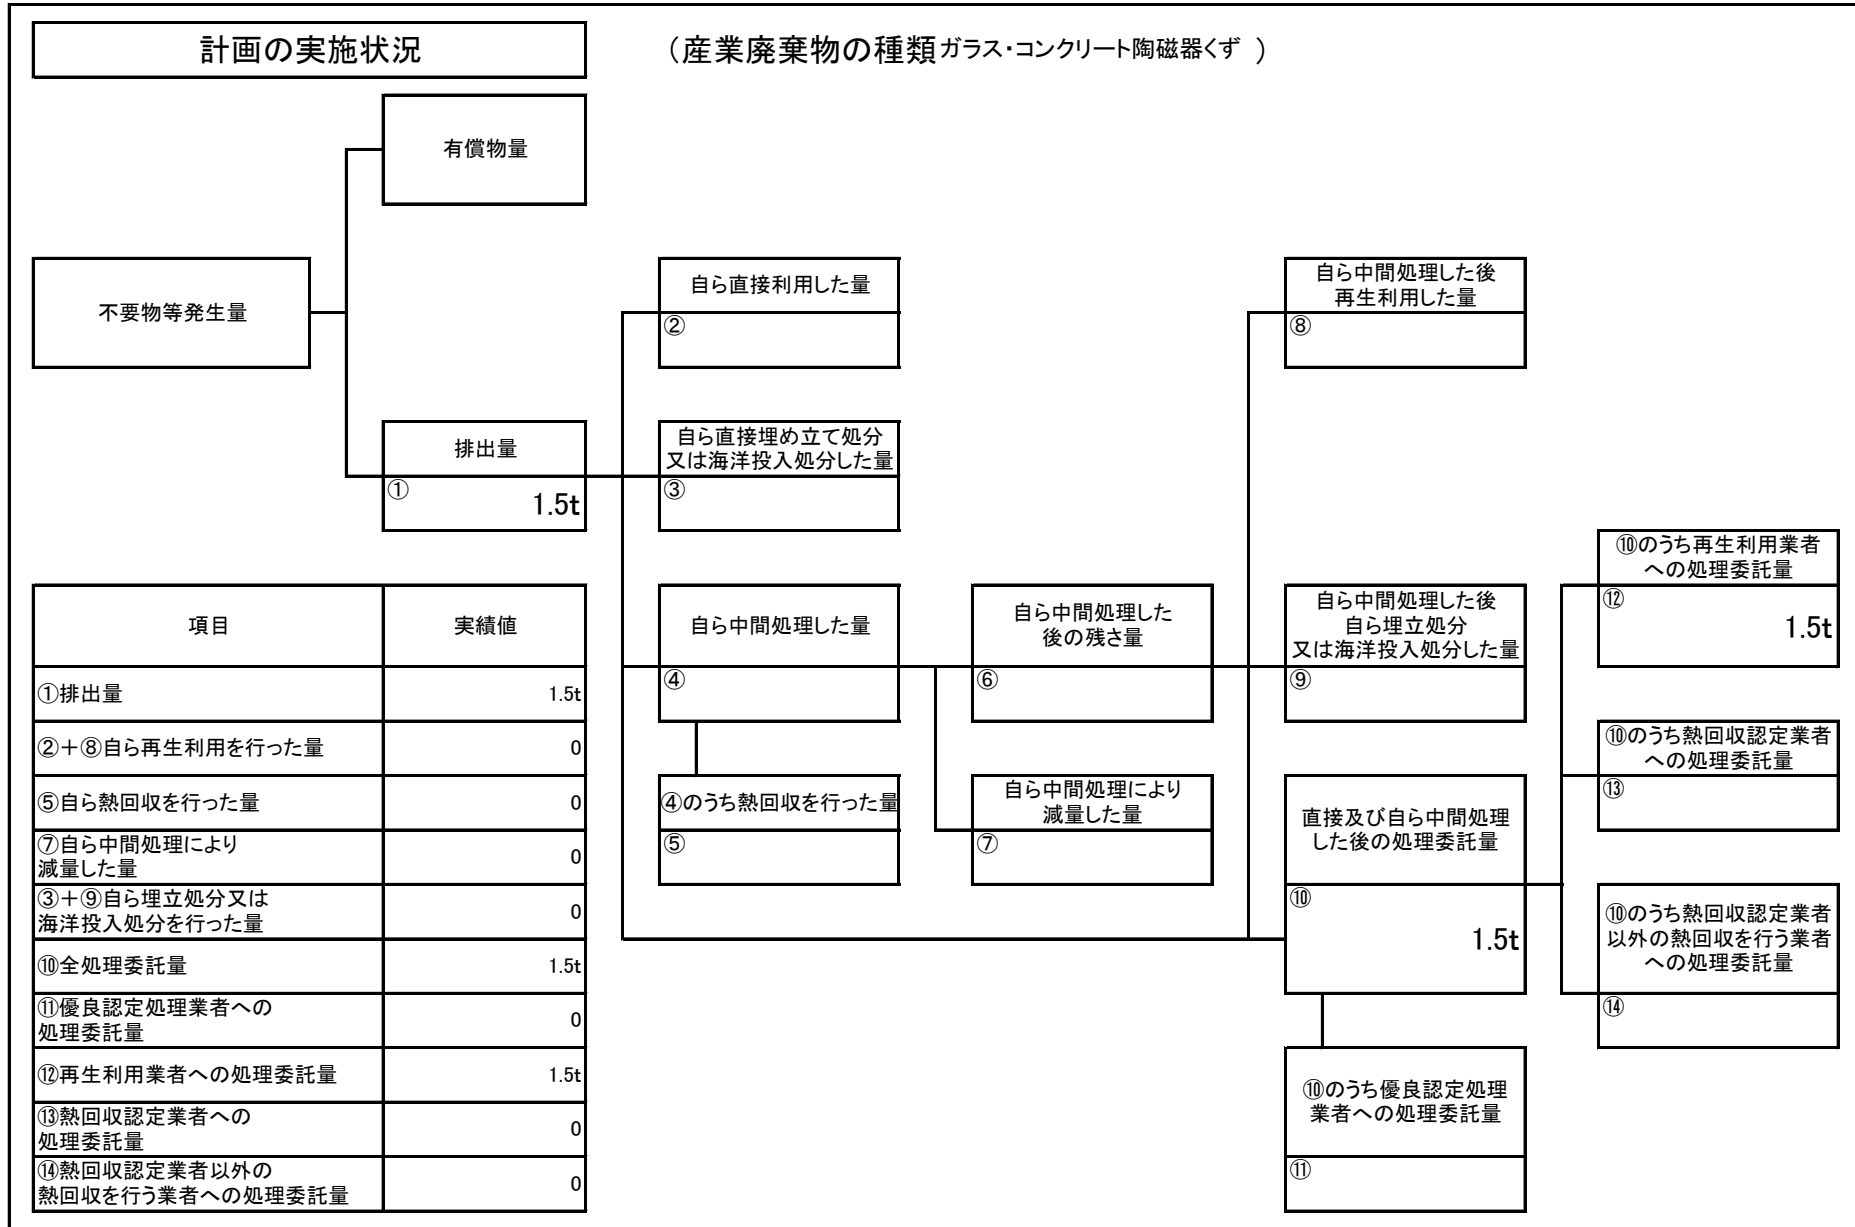 計画の実施状況
（産業廃棄物の種類ガラス・コンクリート陶磁器くず ）
有償物量
不要物等発生量
自ら直接利用した量
②
自ら中間処理した後
再生利用した量
⑧
排出量
①
1.5t
自ら直接埋め立て処分
又は海洋投入処分した量
③
⑩のうち再生利用業者
への処理委託量
⑫
1.5t
自ら中間処理した量
④
自ら中間処理した
後の残さ量
⑥
自ら中間処理した後
自ら埋立処分
又は海洋投入処分した量
⑨
⑩のうち熱回収認定業者
への処理委託量
⑬
④のうち熱回収を行った量
⑤
自ら中間処理により
減量した量
⑦
直接及び自ら中間処理
した後の処理委託量
⑩
1.5t
⑩のうち熱回収認定業者
以外の熱回収を行う業者
への処理委託量
⑭
⑩のうち優良認定処理
業者への処理委託量
⑪
項目 実績値
①排出量 1.5t
②＋⑧自ら再生利用を行った量 0
⑤自ら熱回収を行った量 0
⑦自ら中間処理により
減量した量 0
③＋⑨自ら埋立処分又は
海洋投入処分を行った量 0
⑩全処理委託量 1.5t
⑪優良認定処理業者への
処理委託量 0
⑫再生利用業者への処理委託量 1.5t
⑬熱回収認定業者への
処理委託量 0
⑭熱回収認定業者以外の
熱回収を行う業者への処理委託量 0